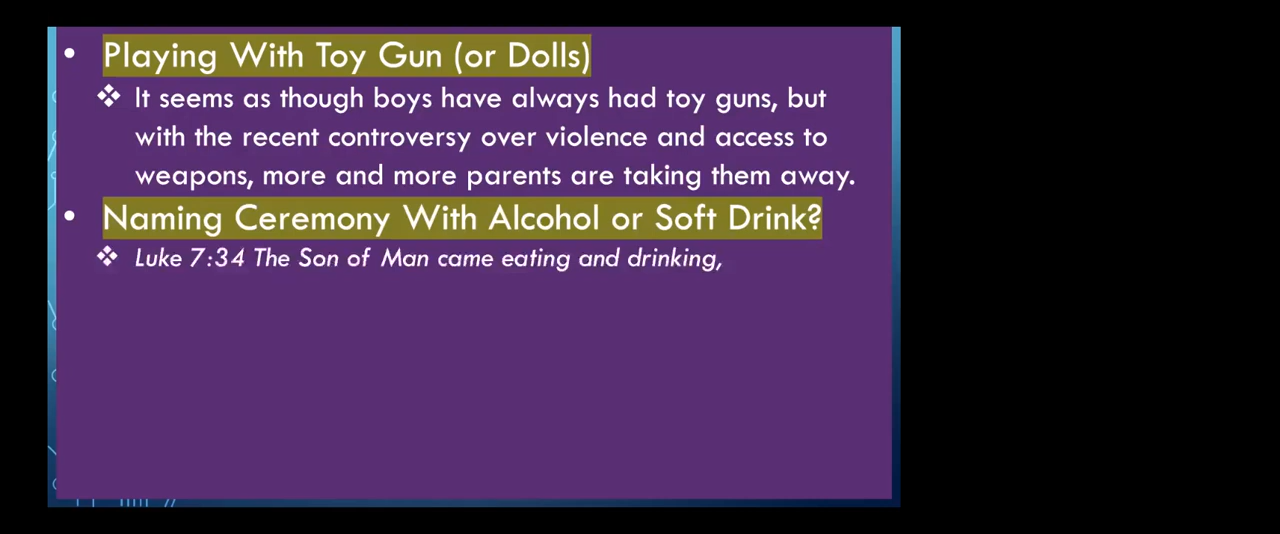 • Playing With Toy Gun (or Dolls)
❖ It seems as though boys have always had toy guns, but
with the recent controversy over violence and access to
weapons, more and more parents are taking them away.
• Naming Ceremony With Alcohol or Soft Drink?
❖ Luke 7:34 The Son of Man came eating and drinking,